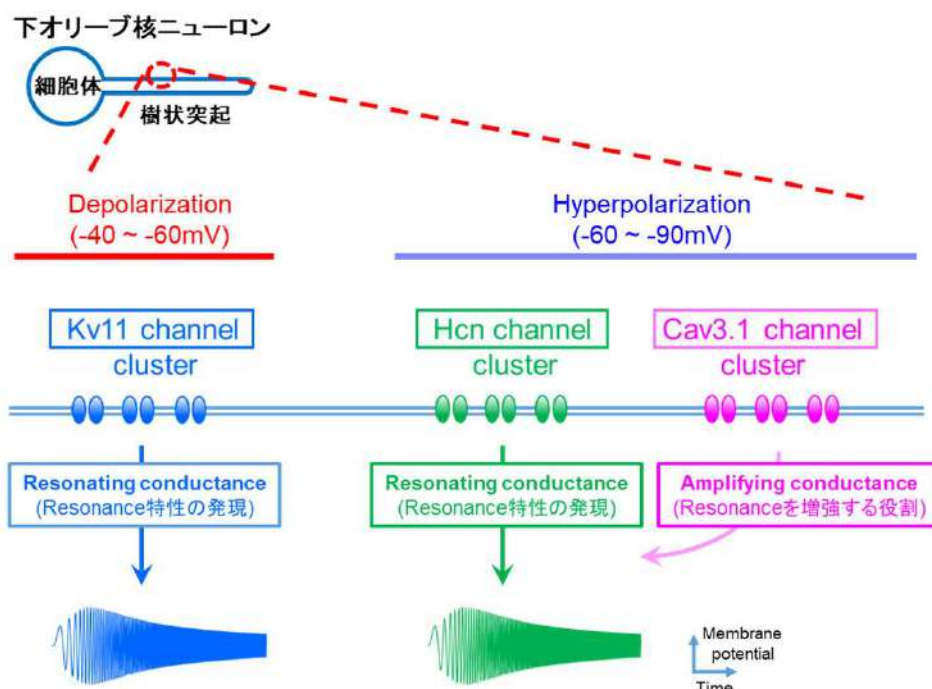 下オリーブ核ニューロン
細胞体
樹状突起
Depolarization
(-40 ~ -60mV)
Hyperpolarization
(-60 ~ -90mV)
Kv11 channel
cluster
Hcn channel
cluster
Cav3.1 channel
cluster
Resonating conductance
(Resonance特性の発現)
Resonating conductance
(Resonance特性の発現)
Amplifying conductance
(Resonanceを増強する役割)
Membrane
potential
Time